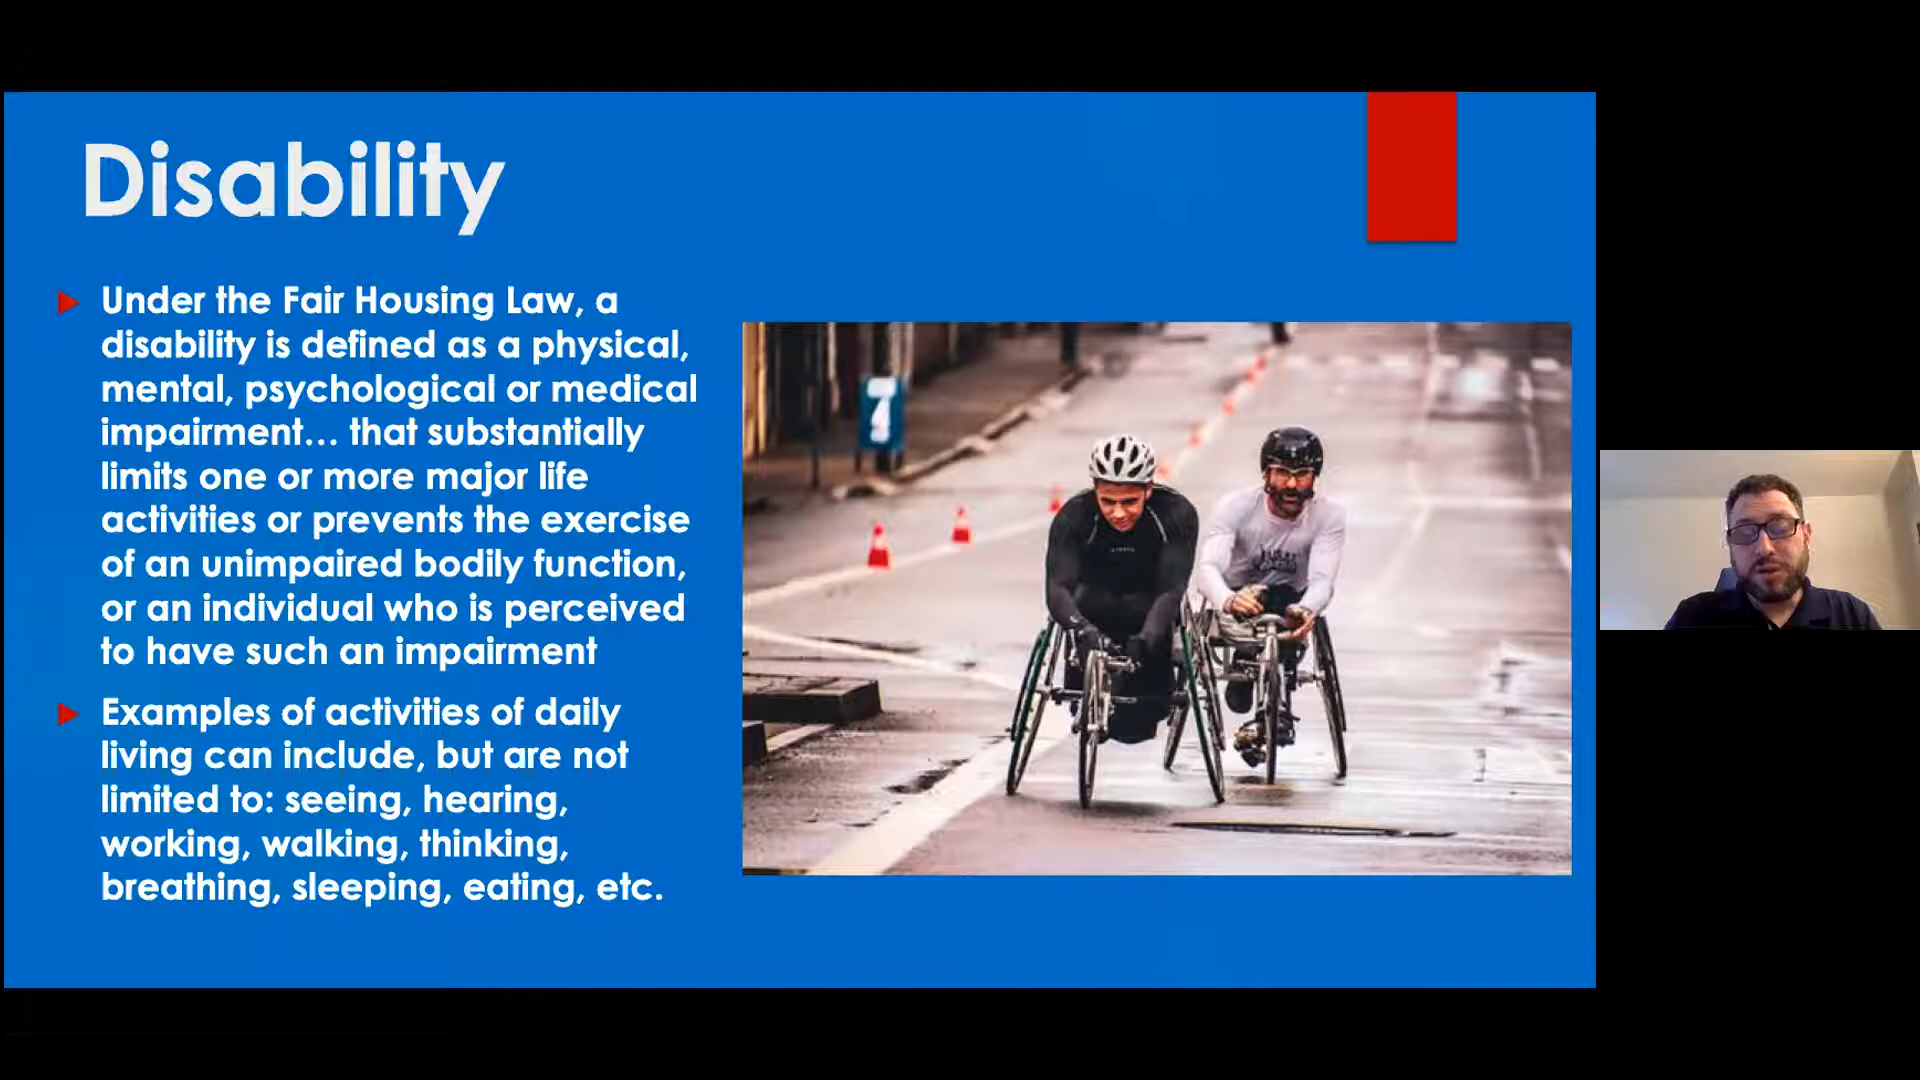 Disability
Under the Fair Housing Law, a
disability is defined as a physical,
mental, psychological or medical
impairment… that substantially
limits one or more major life
activities or prevents the exercise
of an unimpaired bodily function,
or an individual who is perceived
to have such an impairment
Examples of activities of daily
living can include, but are not
limited to: seeing, hearing,
working, walking, thinking,
breathing, sleeping, eating, etc.